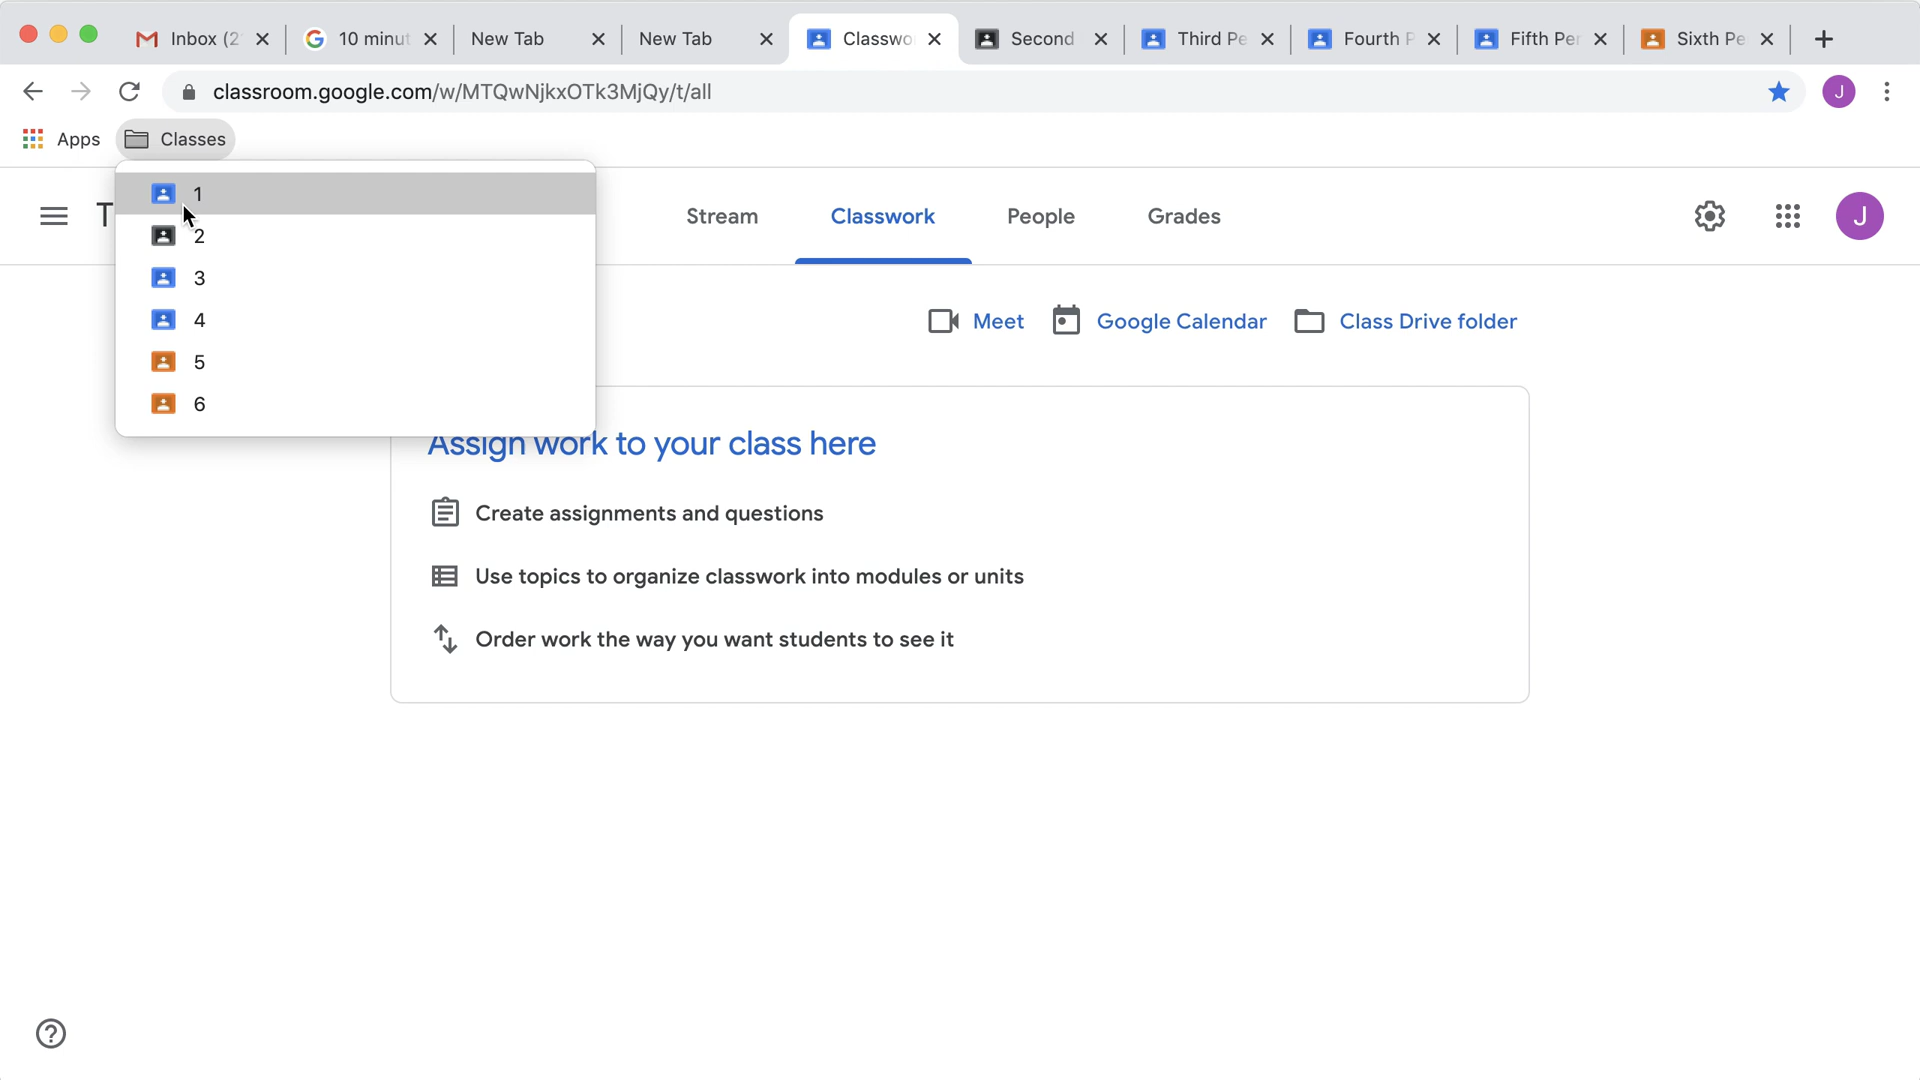 Inbox (2
10 minut
New Tab
New Tab
Classwo
Second
Third Pe
Fourth P
Fifth Per
Sixth Pe
classroom.google.com/w/MTQwNjkxOTk3MjQy/t/all
J
Apps
Classes
1
2
3
4
5
6
T
Stream
Classwork
People
Grades
J
Meet
Google Calendar
Class Drive folder
Assign work to your class here
Create assignments and questions
Use topics to organize classwork into modules or units
Order work the way you want students to see it